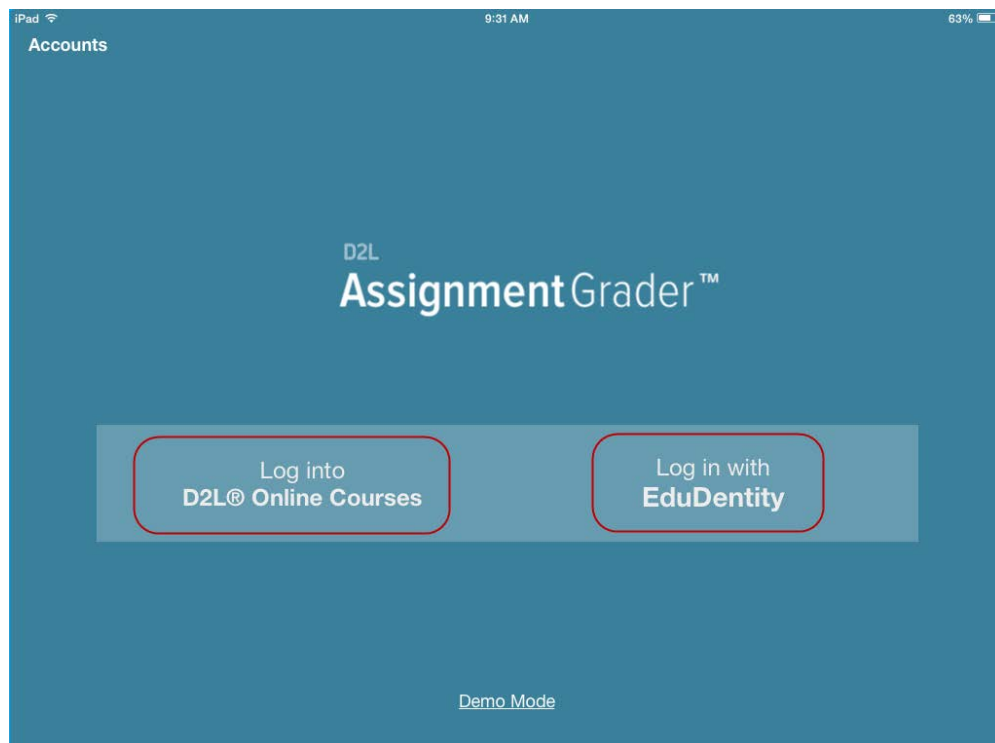 iPad 9:31 AM 63%
Accounts
D2L
AssignmentGrader™
Log into
D2L® Online Courses
Log in with
EduDentity
Demo Mode